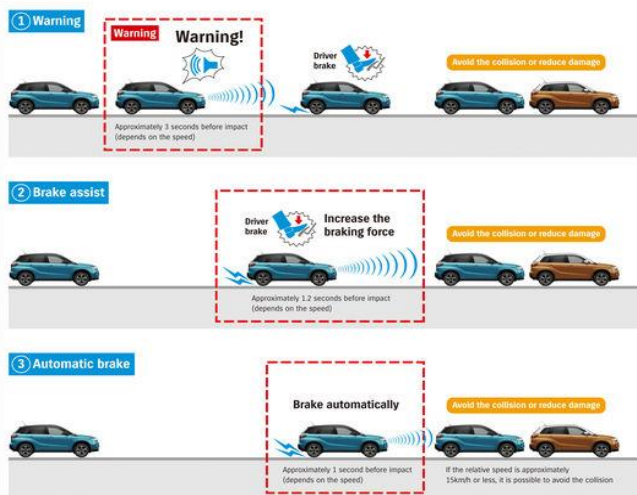 ① Warning
Warning
Warning!
Driver
brake
Avoid the collision or reduce damage
Approximately 3 seconds before impact
(depends on the speed)
② Brake assist
Driver
brake
Increase the
braking force
Avoid the collision or reduce damage
Approximately 1.2 seconds before impact
(depends on the speed)
③ Automatic brake
Brake automatically
Avoid the collision or reduce damage
Approximately 1 second before impact
(depends on the speed)
If the relative speed is approximately
15km/h or less, it is possible to avoid the collision